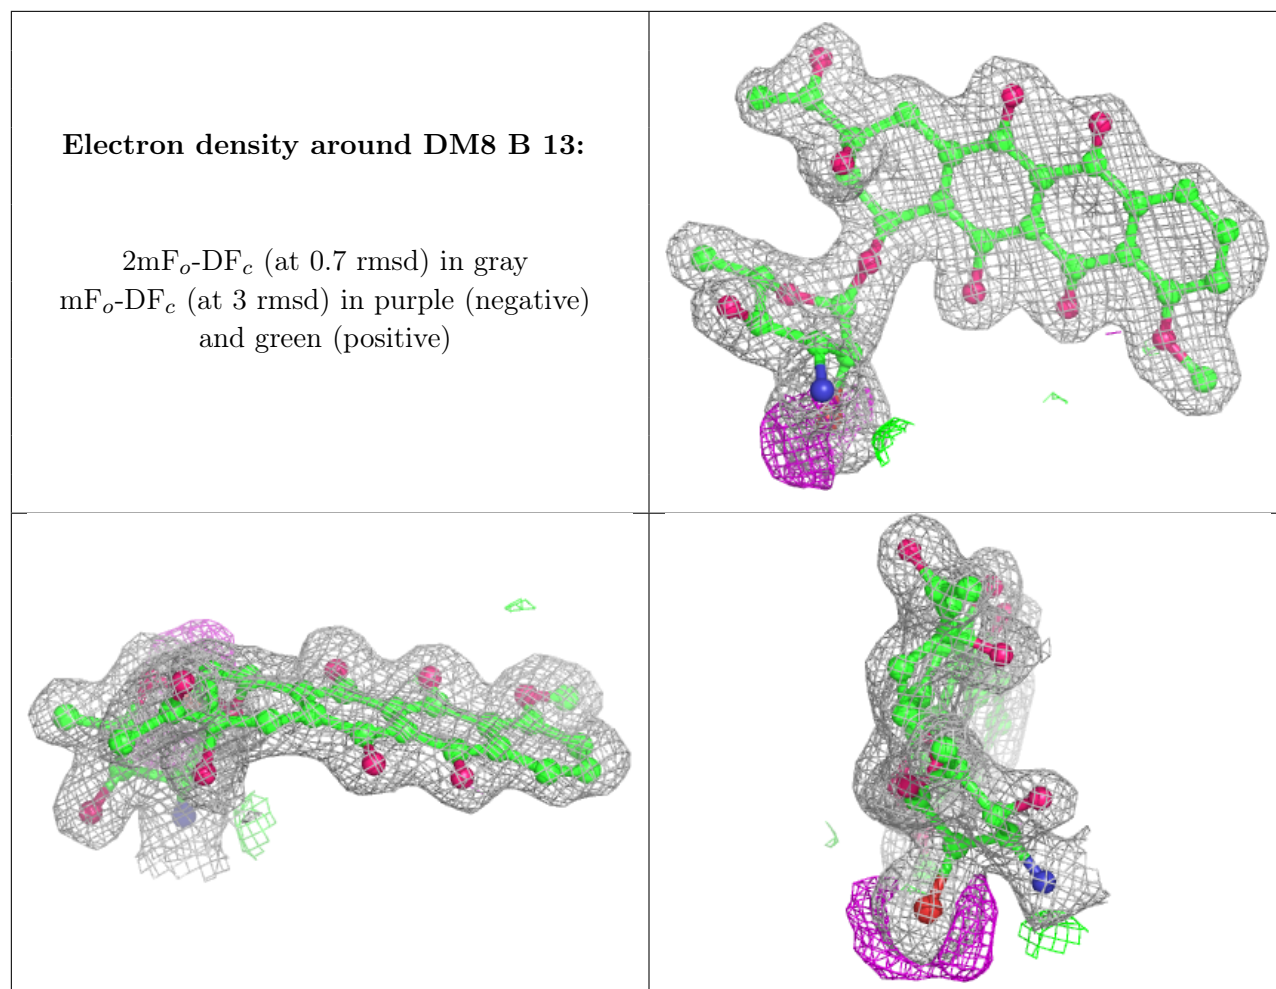 Electron density around DM8 B 13:
2mFo-DFc (at 0.7 rmsd) in gray
mFo-DFc (at 3 rmsd) in purple (negative)
and green (positive)